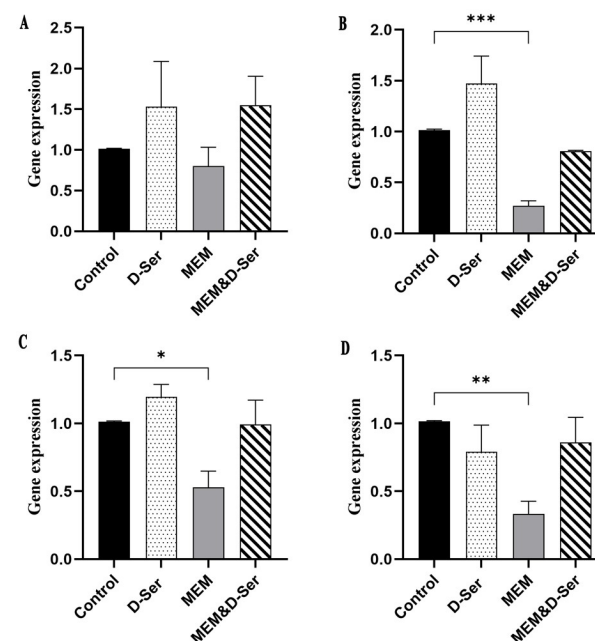 A
Gene expression
2.5
2.0
1.5
1.0
0.5
0.0
Control
D-Ser
MEM
MEM&D-Ser
B
***
Gene expression
2.0
1.5
1.0
0.5
0.0
Control
D-Ser
MEM
MEM&D-Ser
C
*
Gene expression
1.5
1.0
0.5
0.0
Control
D-Ser
MEM
MEM&D-Ser
D
**
Gene expression
1.5
1.0
0.5
0.0
Control
D-Ser
MEM
MEM&D-Ser